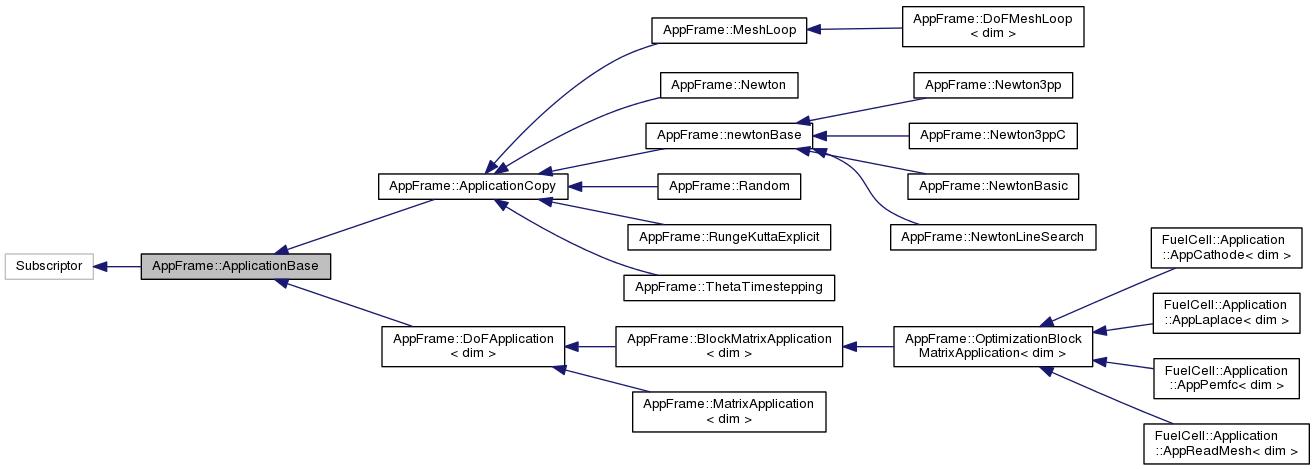 Subscriptor
AppFrame::ApplicationBase
AppFrame::ApplicationCopy
AppFrame::MeshLoop
AppFrame::DoFMeshLoop
< dim >
AppFrame::Newton
AppFrame::newtonBase
AppFrame::Newton3pp
AppFrame::Newton3ppC
AppFrame::NewtonBasic
AppFrame::NewtonLineSearch
AppFrame::Random
AppFrame::RungeKuttaExplicit
AppFrame::ThetaTimestepping
AppFrame::DoFApplication
< dim >
AppFrame::BlockMatrixApplication
< dim >
AppFrame::MatrixApplication
< dim >
AppFrame::OptimizationBlock
MatrixApplication< dim >
FuelCell::Application
::AppCathode< dim >
FuelCell::Application
::AppLaplace< dim >
FuelCell::Application
::AppPemfc< dim >
FuelCell::Application
::AppReadMesh< dim >